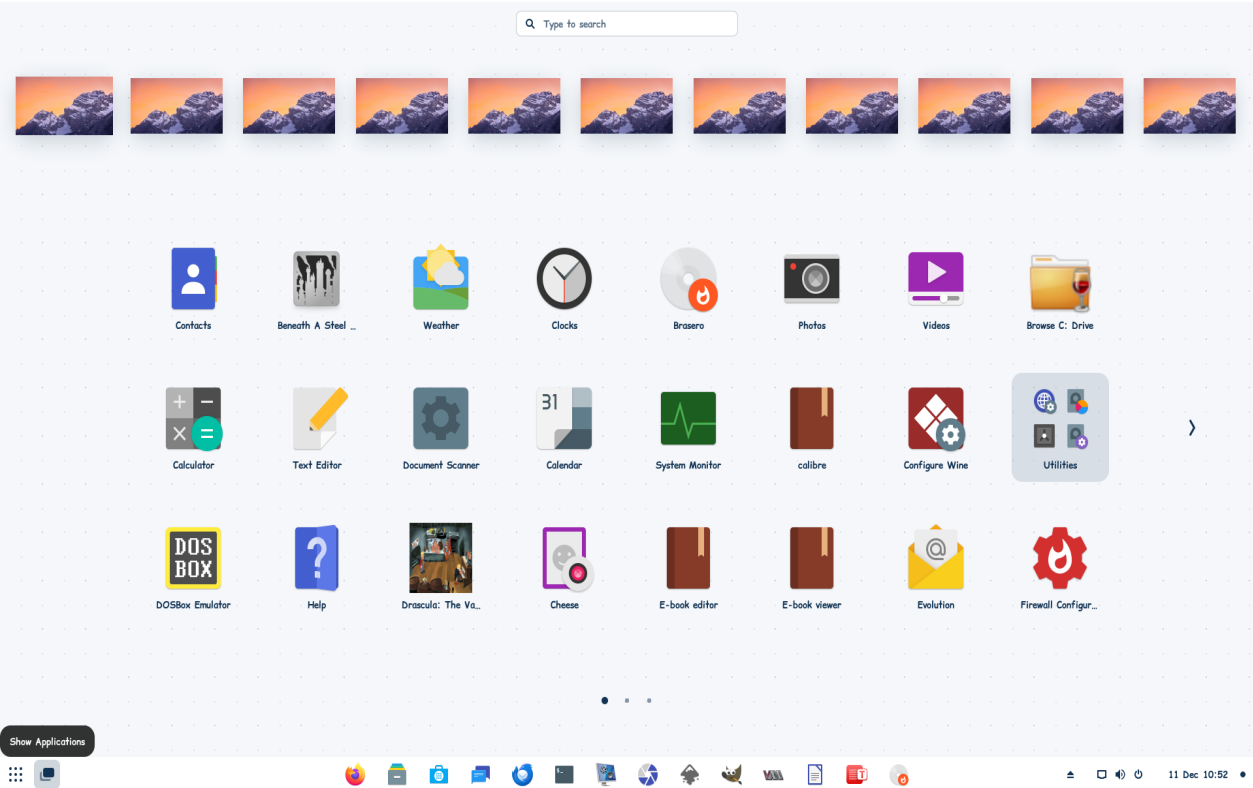 Type to search
Contacts
Beneath A Steel ...
Weather
Clocks
Brasero
Photos
Videos
Browse C: Drive
31
Calculator
Text Editor
Document Scanner
Calendar
System Monitor
calibre
Configure Wine
Utilities
DOS
BOX
DOSBox Emulator
Help
Drascula: The Va...
Cheese
E-book editor
E-book viewer
Evolution
Firewall Configur...
Show Applications
11 Dec 10:52